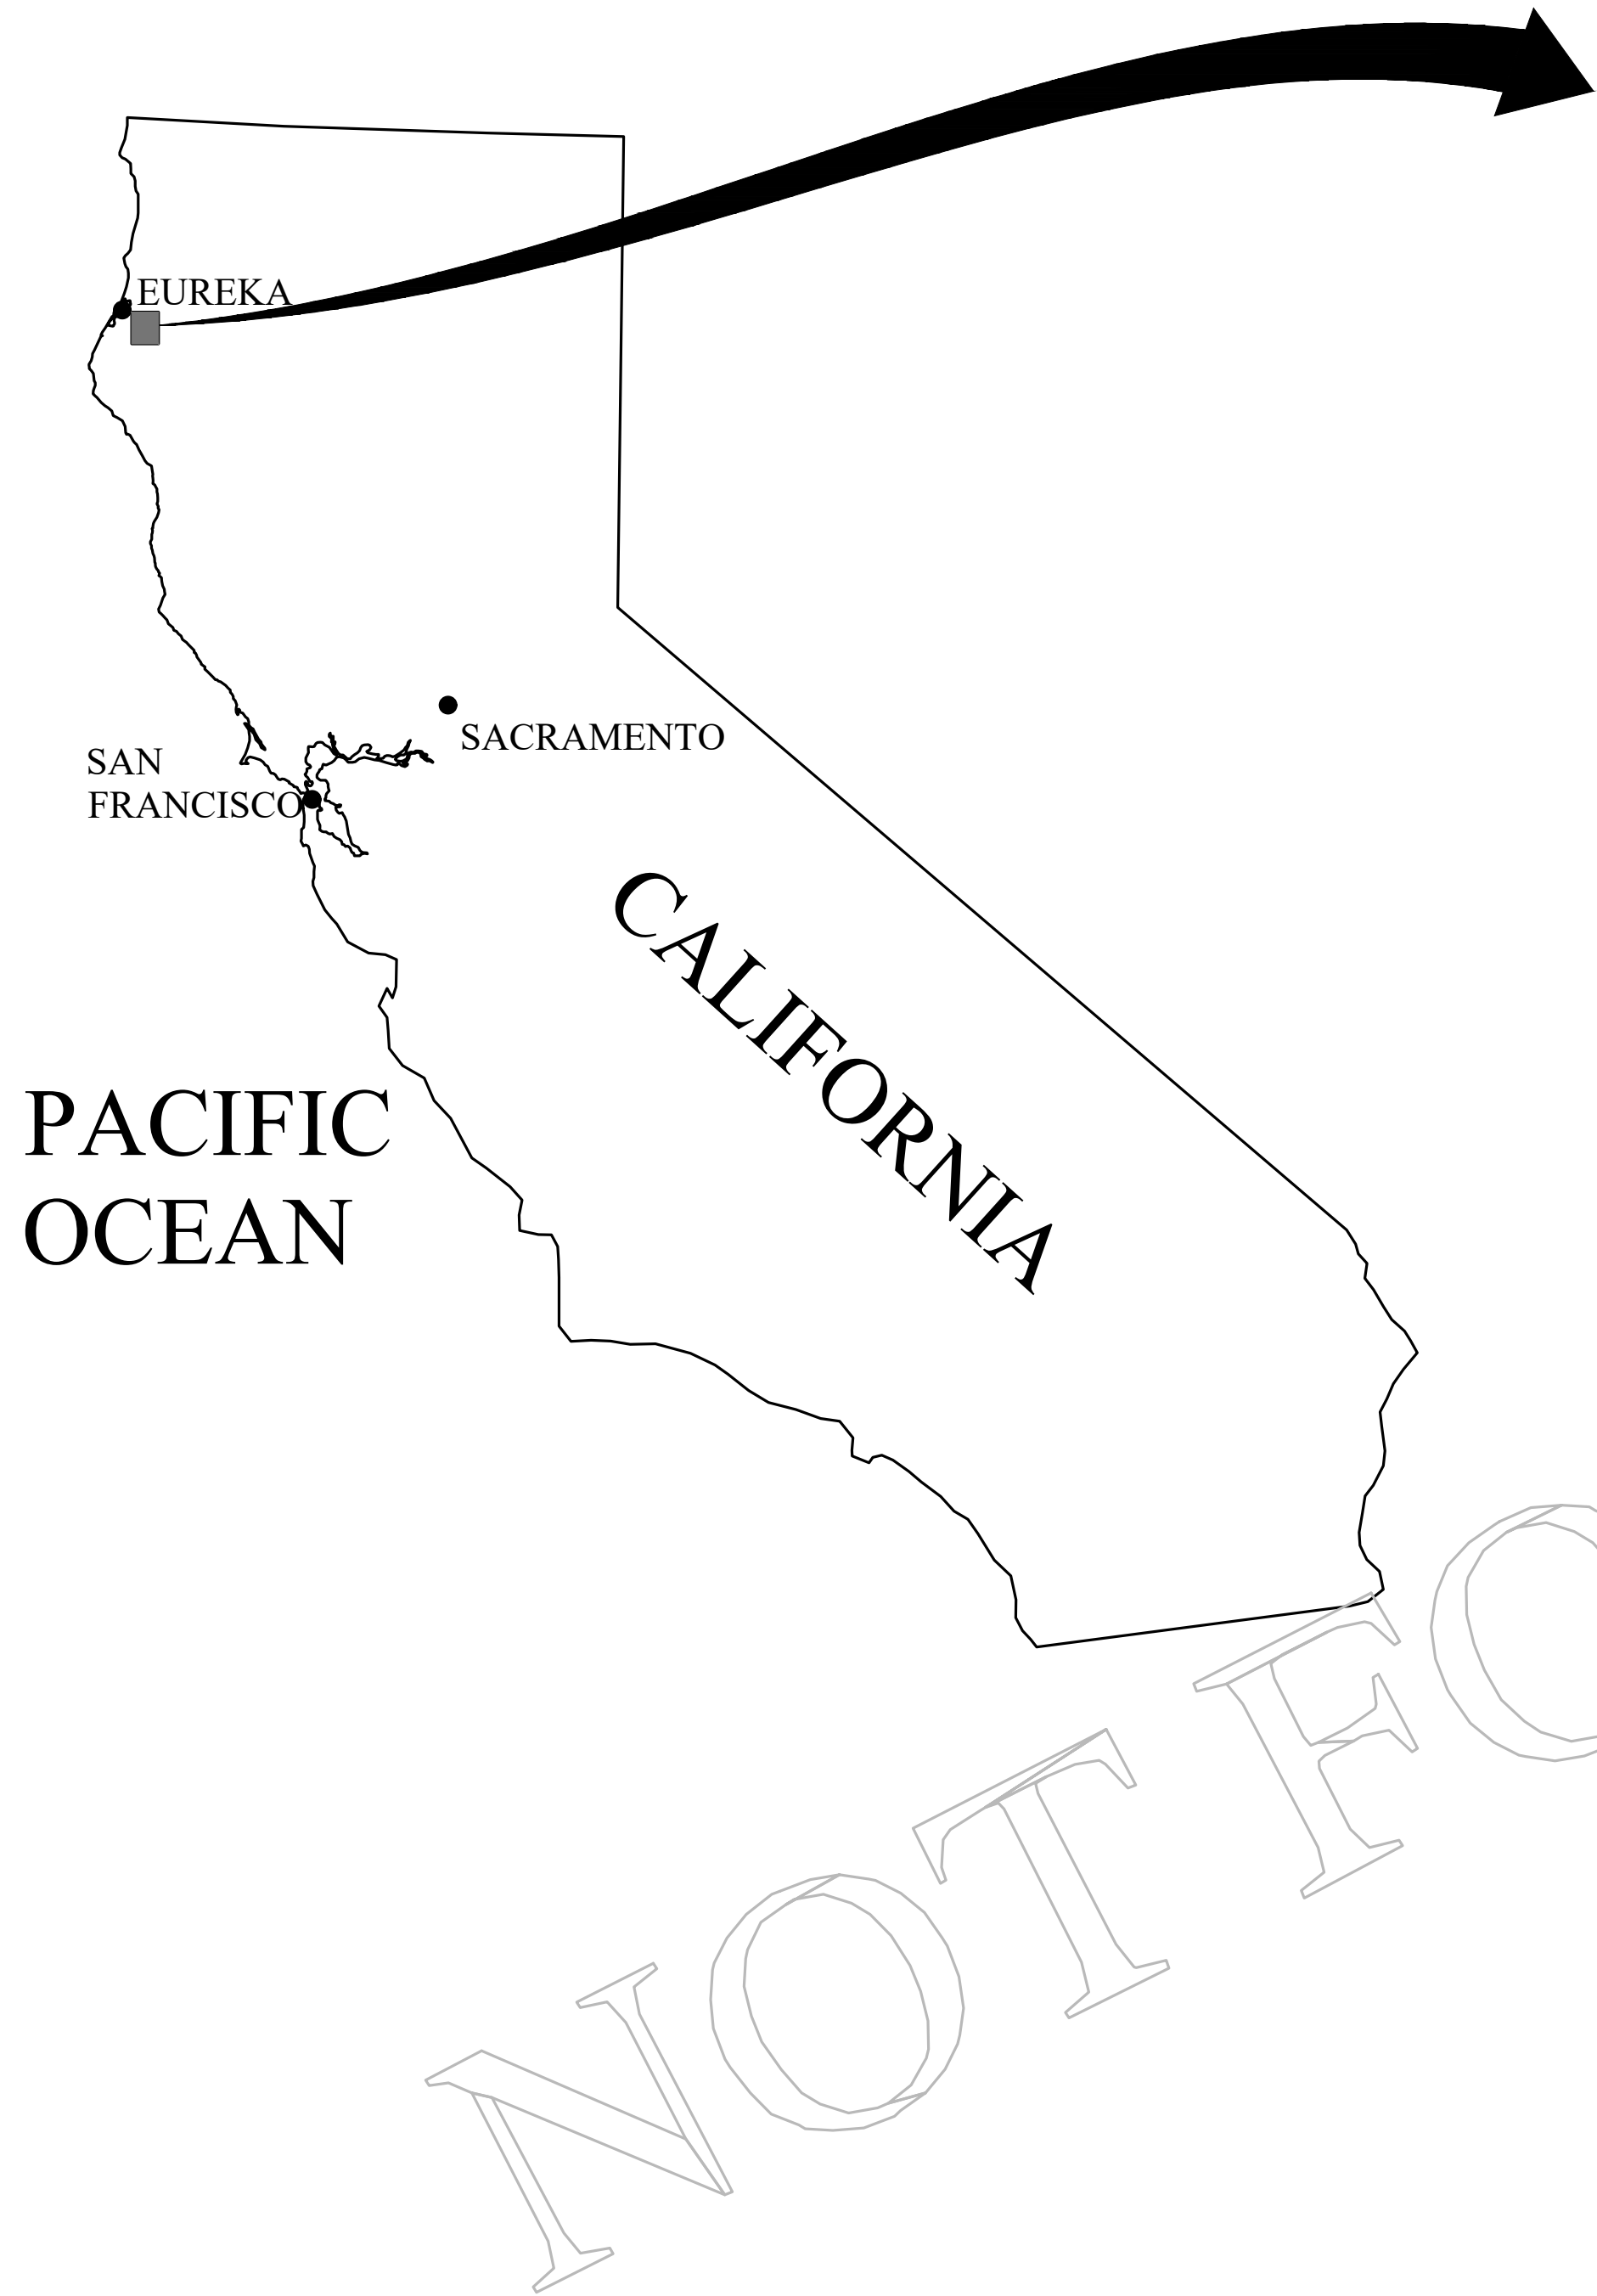 EUREKA
SACRAMENTO
SAN
FRANCISCO
CALIFORNIA
PACIFIC
OCEAN
NOT FO